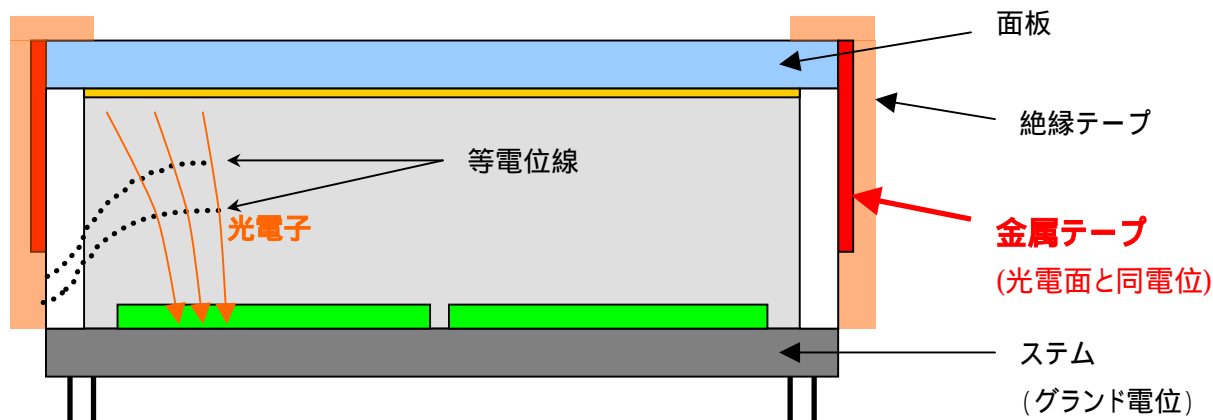 面板
絶縁テープ
等電位線
光電子
金属テープ
(光電面と同電位)
ステム
(グランド電位)